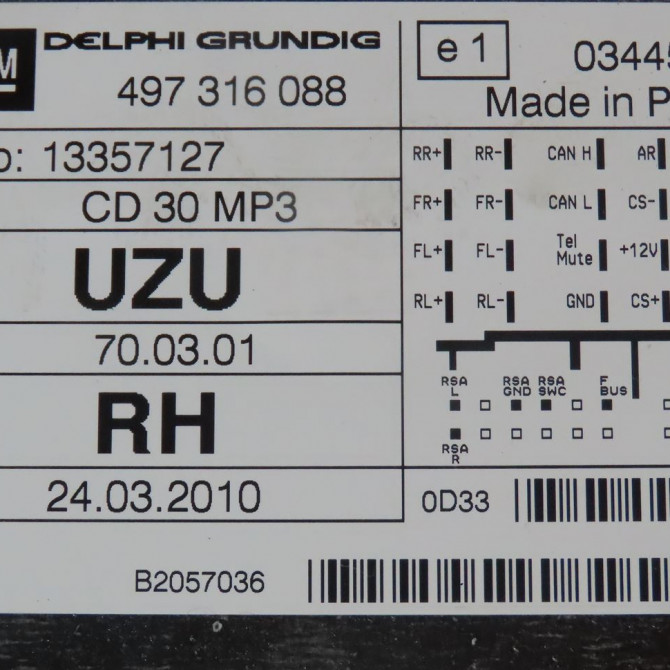 M
DELPHI GRUNDIG
497 316 088
e 1
0344
Made in P
o: 13357127
CD 30 MP3
UZU
70.03.01
RH
24.03.2010
RR+ RR- CAN H AR
FR+ FR- CAN L CS-
FL+ FL- Tel Mute +12V
RL+ RL- GND CS+
RSA L RSA GND RSA SWC F BUS
RSA R
0D33
B2057036